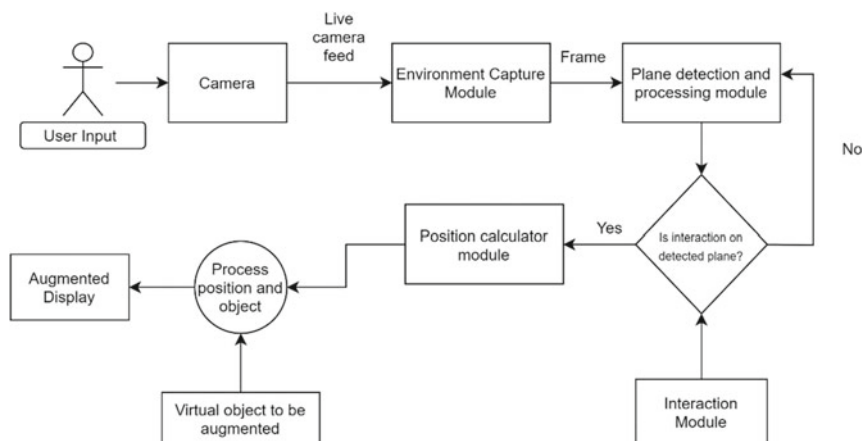 Live
camera
feed
User Input
Camera
Environment Capture
Module
Frame
Plane detection and
processing module
No
Is interaction on
detected plane?
Yes
Position calculator
module
Process
position and
object
Augmented
Display
Virtual object to be
augmented
Interaction
Module